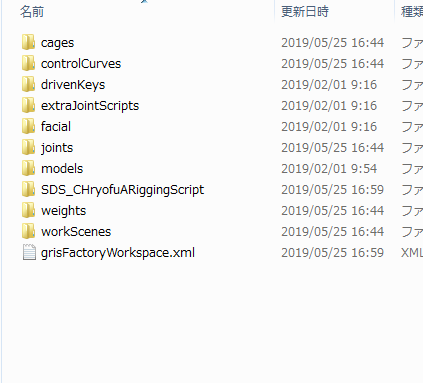 名前 更新日時 種類
cages 2019/05/25 16:44 ファ
controlCurves 2019/05/25 16:44 ファ
drivenKeys 2019/02/01 9:16 ファ
extraJointScripts 2019/02/01 9:16 ファ
facial 2019/02/01 9:16 ファ
joints 2019/05/25 16:44 ファ
models 2019/02/01 9:54 ファ
SDS_CHryofuARiggingScript 2019/05/25 16:59 ファ
weights 2019/05/25 16:44 ファ
workScenes 2019/05/25 16:44 ファ
grisFactoryWorkspace.xml 2019/05/25 16:59 XML